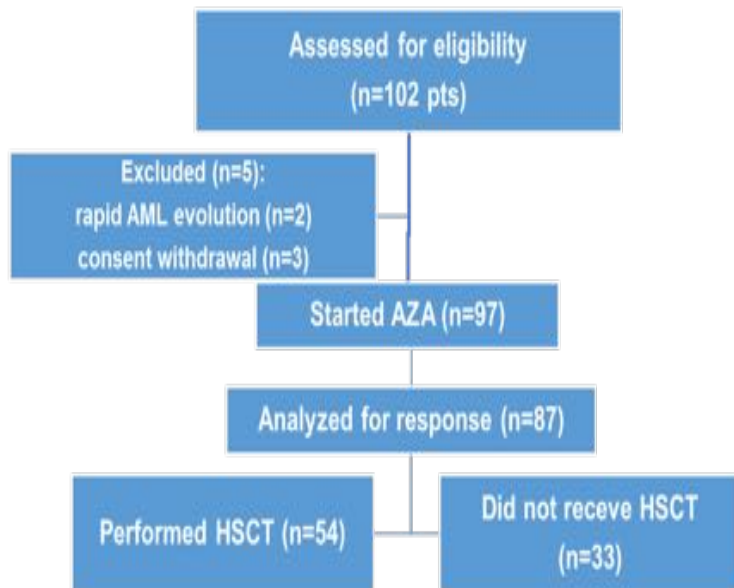 Assessed for eligibility
(n=102 pts)
Excluded (n=5):
rapid AML evolution (n=2)
consent withdrawal (n=3)
Started AZA (n=97)
Analyzed for response (n=87)
Performed HSCT (n=54)
Did not receve HSCT
(n=33)